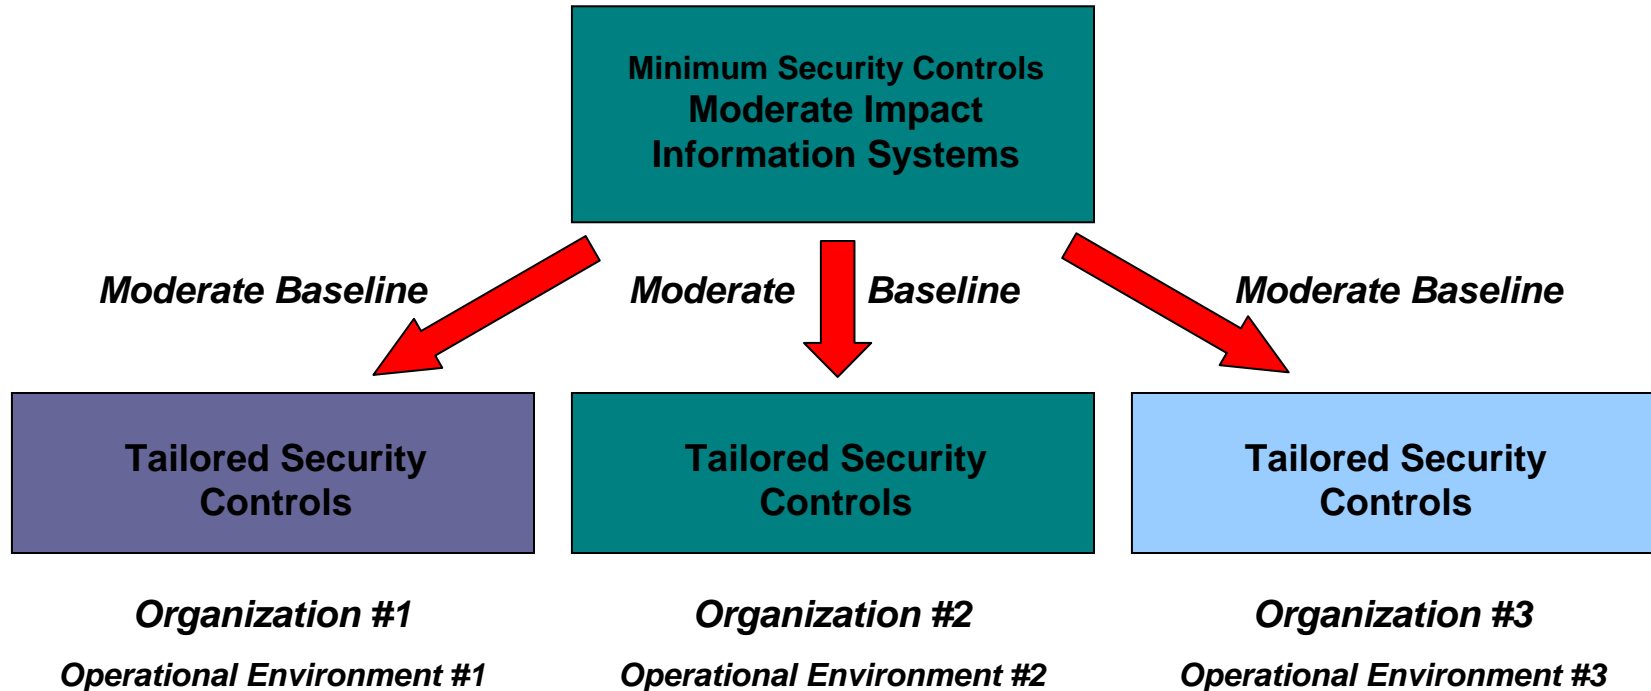 Minimum Security Controls
Moderate Impact
Information Systems
Moderate Baseline
Moderate Baseline
Moderate Baseline
Tailored Security
Controls
Tailored Security
Controls
Tailored Security
Controls
Organization #1
Organization #2
Organization #3
Operational Environment #1
Operational Environment #2
Operational Environment #3